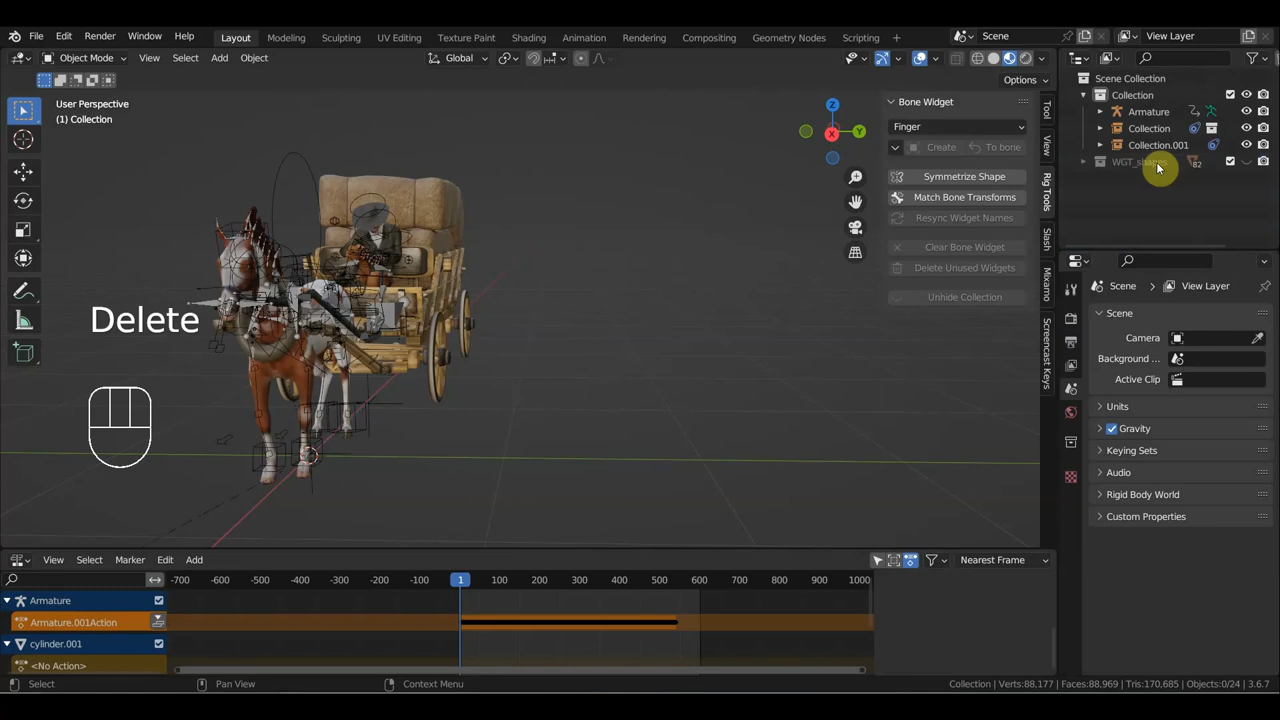 File Edit Render Window Help Layout Modeling Sculpting UV Editing Texture Paint Shading Animation Rendering Compositing Geometry Nodes Scripting + Scene View Layer
Object Mode View Select Add Object Global
Options
User Perspective
(1) Collection
Z
Y
X
Bone Widget
Finger
Create To bone
Symmetrize Shape
Match Bone Transforms
Resync Widget Names
Clear Bone Widget
Delete Unused Widgets
Unhide Collection
Tool
View
Rig Tools
Slash
Mixamo
Screencast Keys
Delete
Scene Collection
Collection
Armature
Collection
Collection.001
WGT_shapes 82
Scene View Layer
Scene
Camera
Background ...
Active Clip
Units
Gravity
Keying Sets
Audio
Rigid Body World
Custom Properties
View Select Marker Edit Add Nearest Frame
-700 -600 -500 -400 -300 -200 -100 1 100 200 300 400 500 600 700 800 900 1000
Armature
Armature.001Action
cylinder.001
<No Action>
Select Pan View Context Menu Collection | Verts:88,177 | Faces:88,969 | Tris:170,685 | Objects:0/24 | 3.6.7